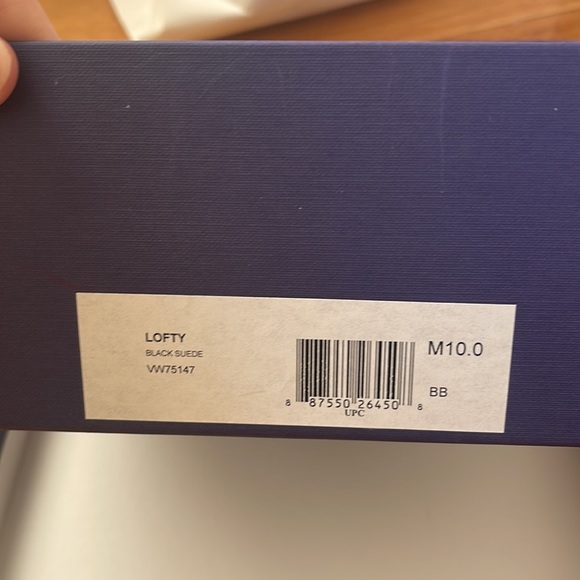 LOFTY
BLACK SUEDE
VW75147
M10.0
BB
8 87550 26450 8
UPC